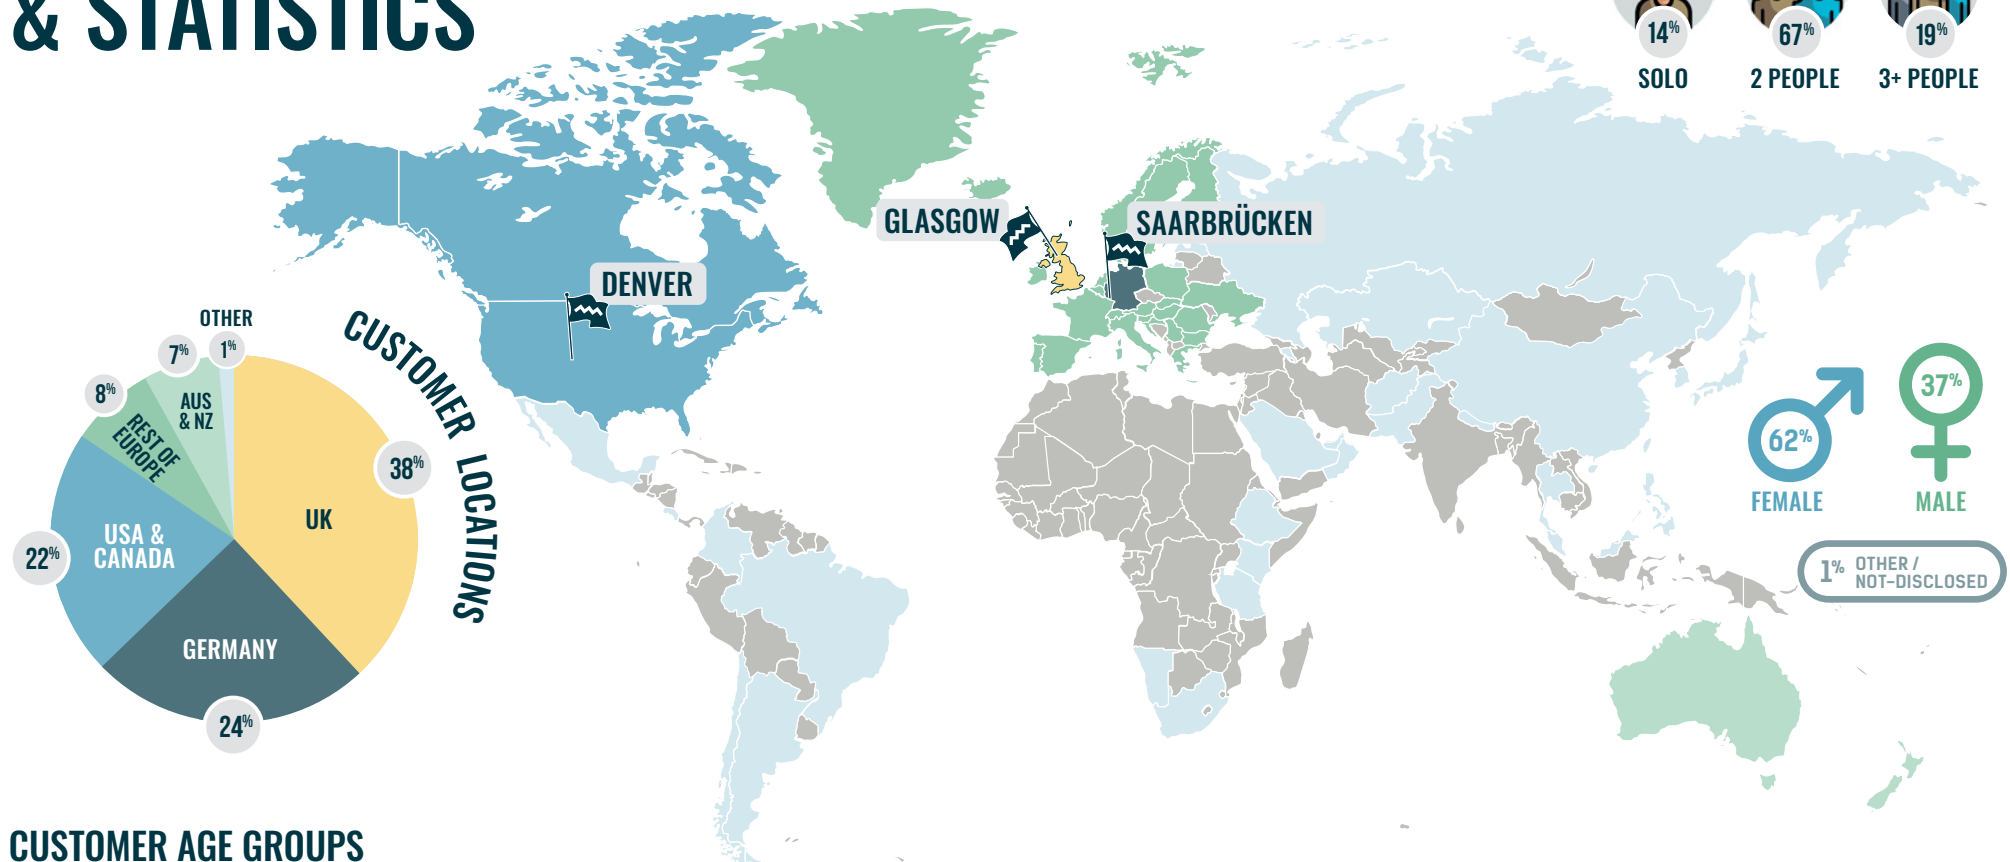 & STATISTICS
14%
67%
19%
SOLO
2 PEOPLE
3+ PEOPLE
GLASGOW
SAARBRÜCKEN
DENVER
CUSTOMER LOCATIONS
OTHER
1%
7%
8%
AUS
& NZ
REST OF
EUROPE
38%
UK
USA &
CANADA
22%
GERMANY
24%
37%
62%
FEMALE
MALE
1%
OTHER /
NOT-DISCLOSED
CUSTOMER AGE GROUPS